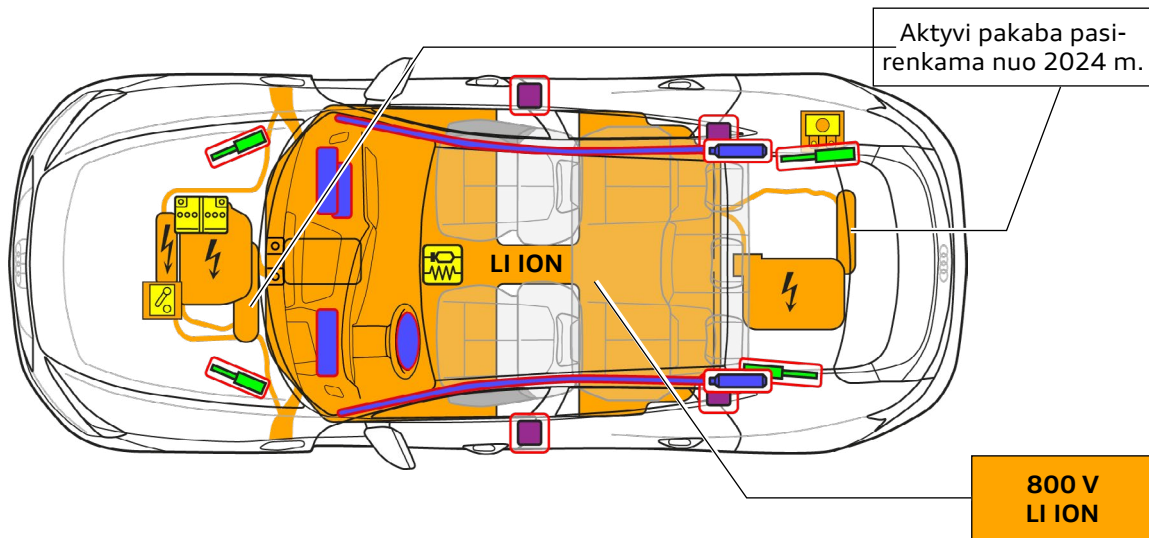 Aktyvi pakaba pasi-
renkama nuo 2024 m.
LI ION
800 V
LI ION